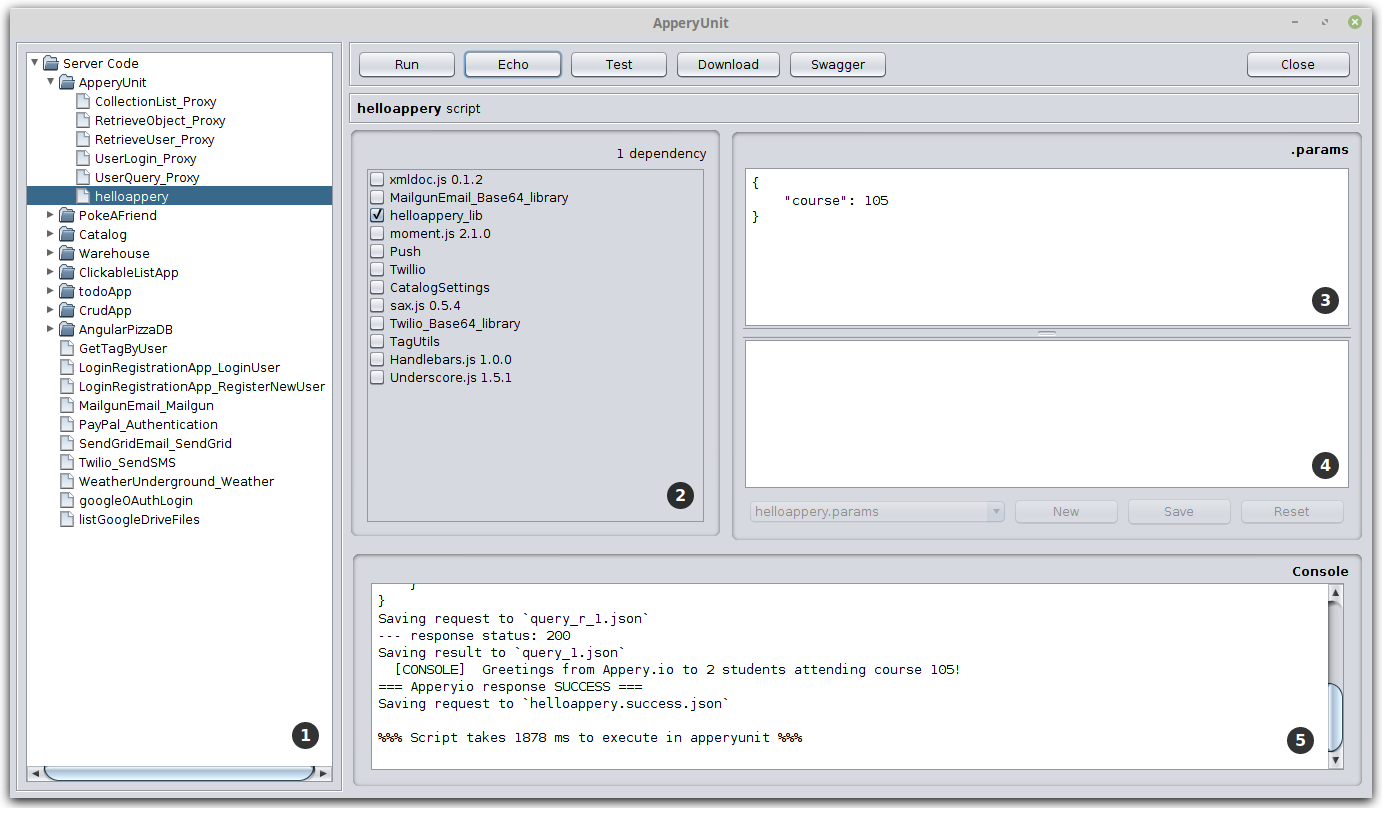 ApperyUnit
Server Code
ApperyUnit
CollectionList_Proxy
RetrieveObject_Proxy
RetrieveUser_Proxy
UserLogin_Proxy
UserQuery_Proxy
helloappery
PokeAFriend
Catalog
Warehouse
ClickableListApp
todoApp
CrudApp
AngularPizzaDB
GetTagByUser
LoginRegistrationApp_LoginUser
LoginRegistrationApp_RegisterNewUser
MailgunEmail_Mailgun
PayPal_Authentication
SendGridEmail_SendGrid
Twilio_SendSMS
WeatherUnderground_Weather
googleOAuthLogin
listGoogleDriveFiles
1
Run Echo Test Download Swagger Close
helloappery script
1 dependency
xmldoc.js 0.1.2
MailgunEmail_Base64_library
helloappery_lib
moment.js 2.1.0
Push
Twillio
CatalogSettings
sax.js 0.5.4
Twilio_Base64_library
TagUtils
Handlebars.js 1.0.0
Underscore.js 1.5.1
2
.params
{
"course": 105
}
3
4
helloappery.params New Save Reset
Console
}
}
Saving request to `query_r_1.json`
--- response status: 200
Saving result to `query_1.json`
[CONSOLE] Greetings from Appery.io to 2 students attending course 105!
=== Apperyio response SUCCESS ===
Saving request to `helloappery.success.json`
%%% Script takes 1878 ms to execute in apperyunit %%%
5